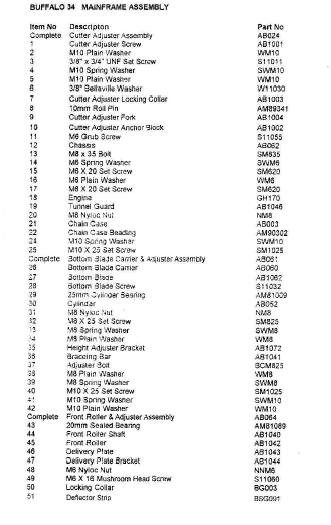 BUFFALO 34 MAINFRAME ASSEMBLY
Item No Description Part No
Complete Cutter Adjuster Assembly AB024
1 Cutter Adjuster Screw AB1001
2 M10 Plain Washer WM10
3 3/8" x 3/4" UNF Set Screw S11011
4 M10 Spring Washer SWM10
5 M10 Plain Washer WM10
6 3/8" Belleville Washer W11030
7 Cutter Adjuster Locking Collar AB1003
8 10mm Roll Pin AM89341
9 Cutter Adjuster Fork AB1004
10 Cutter Adjuster Anchor Block AB1002
11 M6 Grub Screw S11055
12 Chassis AB062
13 M8 x 35 Bolt SM835
14 M6 Spring Washer SWM6
15 M6 X 20 Set Screw SM620
16 M6 Plain Washer WM6
17 M6 X 20 Set Screw SM620
18 Engine GH170
19 Tunnel Guard AB1046
20 M8 Nyloc Nut NM8
21 Chain Case AB003
22 Chain Case Beading AM90302
24 M10 Spring Washer SWM10
25 M10 X 25 Set Screw SM1025
Complete Bottom Blade Carrier & Adjuster Assembly AB061
26 Bottom Blade Carrier AB060
27 Bottom Blade AB1062
28 Bottom Blade Screw S11032
29 25mm Cylinder Bearing AM81009
30 Cylinder AB052
31 M8 Nyloc Nut NM8
32 M8 X 25 Set Screw SM825
33 M8 Spring Washer SWM8
34 M8 Plain Washer WM8
35 Height Adjuster Bracket AB1072
36 Bracing Bar AB1041
37 Adjuster Bolt BCM825
38 M8 Plain Washer WM8
39 M8 Spring Washer SWM8
40 M10 X 25 Set Screw SM1025
41 M10 Spring Washer SWM10
42 M10 Plain Washer WM10
Complete Front Roller & Adjuster Assembly AB064
43 20mm Sealed Bearing AM81089
44 Front Roller Shaft AB1040
45 Front Roller AB1042
46 Delivery Plate AB1043
47 Delivery Plate Bracket AB1044
48 M6 Nyloc Nut NNM6
49 M6 X 16 Mushroom Head Screw S11080
50 Locking Collar BG003
51 Deflector Strip BSG091